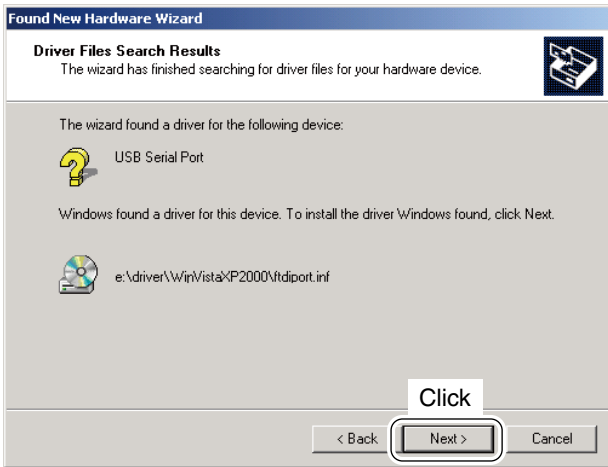 Found New Hardware Wizard
Driver Files Search Results
The wizard has finished searching for driver files for your hardware device.
The wizard found a driver for the following device:
USB Serial Port
Windows found a driver for this device. To install the driver Windows found, click Next.
e:\driver\WinVistaXP2000\ftdiport.inf
Click
< Back
Next >
Cancel